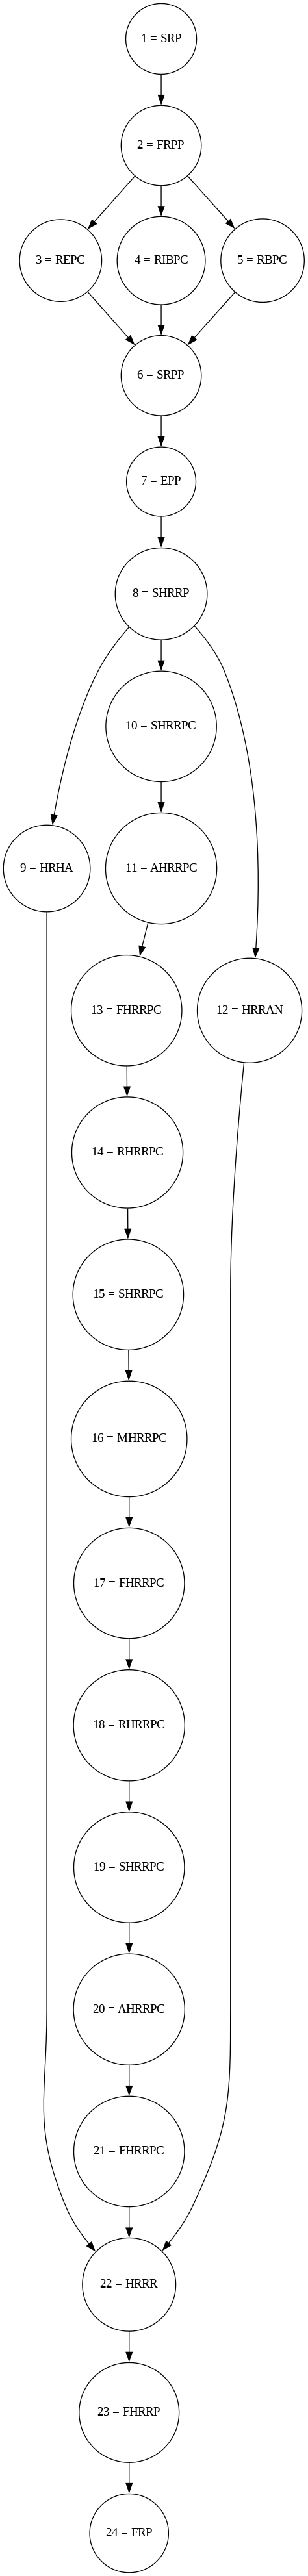 1 = SRP
2 = FRPP
3 = REPC
4 = RIBPC
5 = RBPC
6 = SRPP
7 = EPP
8 = SHRRP
10 = SHRRPC
9 = HRHA
11 = AHRRPC
13 = FHRRPC
12 = HRRAN
14 = RHRRPC
15 = SHRRPC
16 = MHRRPC
17 = FHRRPC
18 = RHRRPC
19 = SHRRPC
20 = AHRRPC
21 = FHRRPC
22 = HRRR
23 = FHRRP
24 = FRP